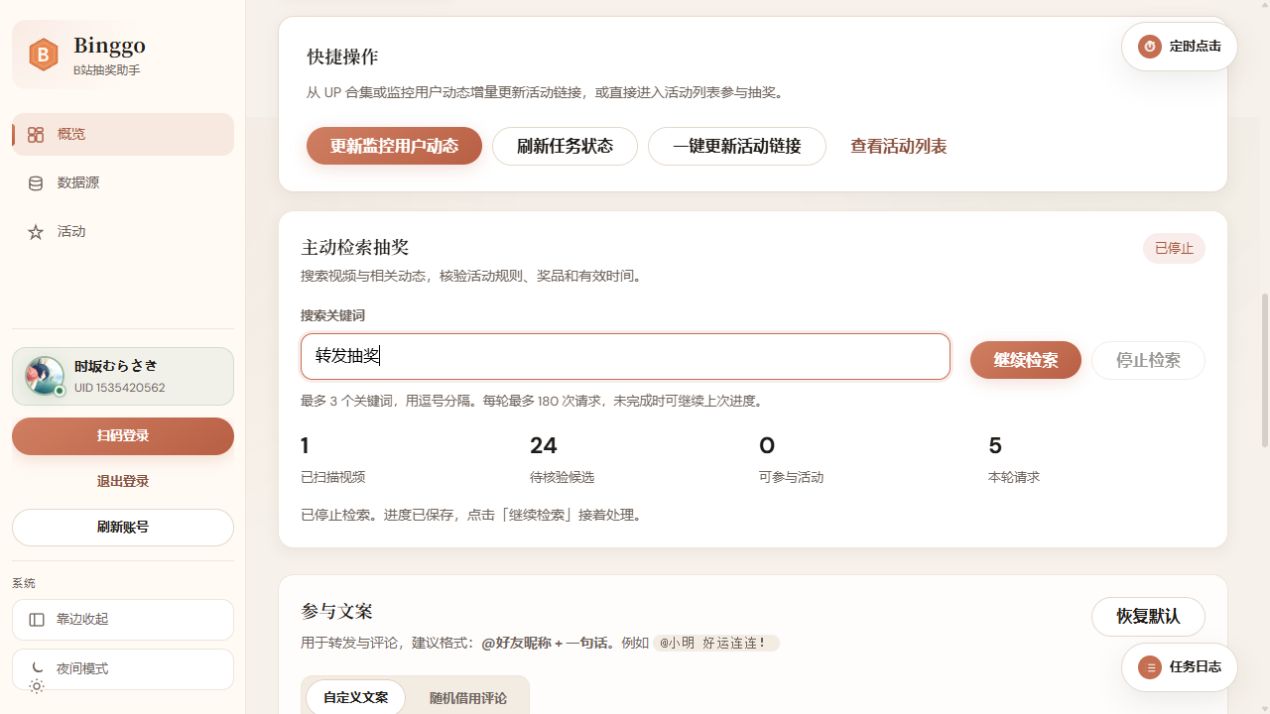 Binggo
B站抽奖助手
概览
数据源
活动
时坂むらさき
UID 1535420562
扫码登录
退出登录
刷新账号
系统
靠边收起
夜间模式
快捷操作
从 UP 合集或监控用户动态增量更新活动链接，或直接进入活动列表参与抽奖。
更新监控用户动态
刷新任务状态
一键更新活动链接
查看活动列表
定时点击
主动检索抽奖
已停止
搜索视频与相关动态，核验活动规则、奖品和有效时间。
搜索关键词
转发抽奖
继续检索
停止检索
最多 3 个关键词，用逗号分隔。每轮最多 180 次请求，未完成时可继续上次进度。
1
已扫描视频
24
待核验候选
0
可参与活动
5
本轮请求
已停止检索。进度已保存，点击「继续检索」接着处理。
参与文案
恢复默认
用于转发与评论，建议格式：@好友昵称 + 一句话。例如 @小明 好运连连！
任务日志
自定义文案
随机借用评论